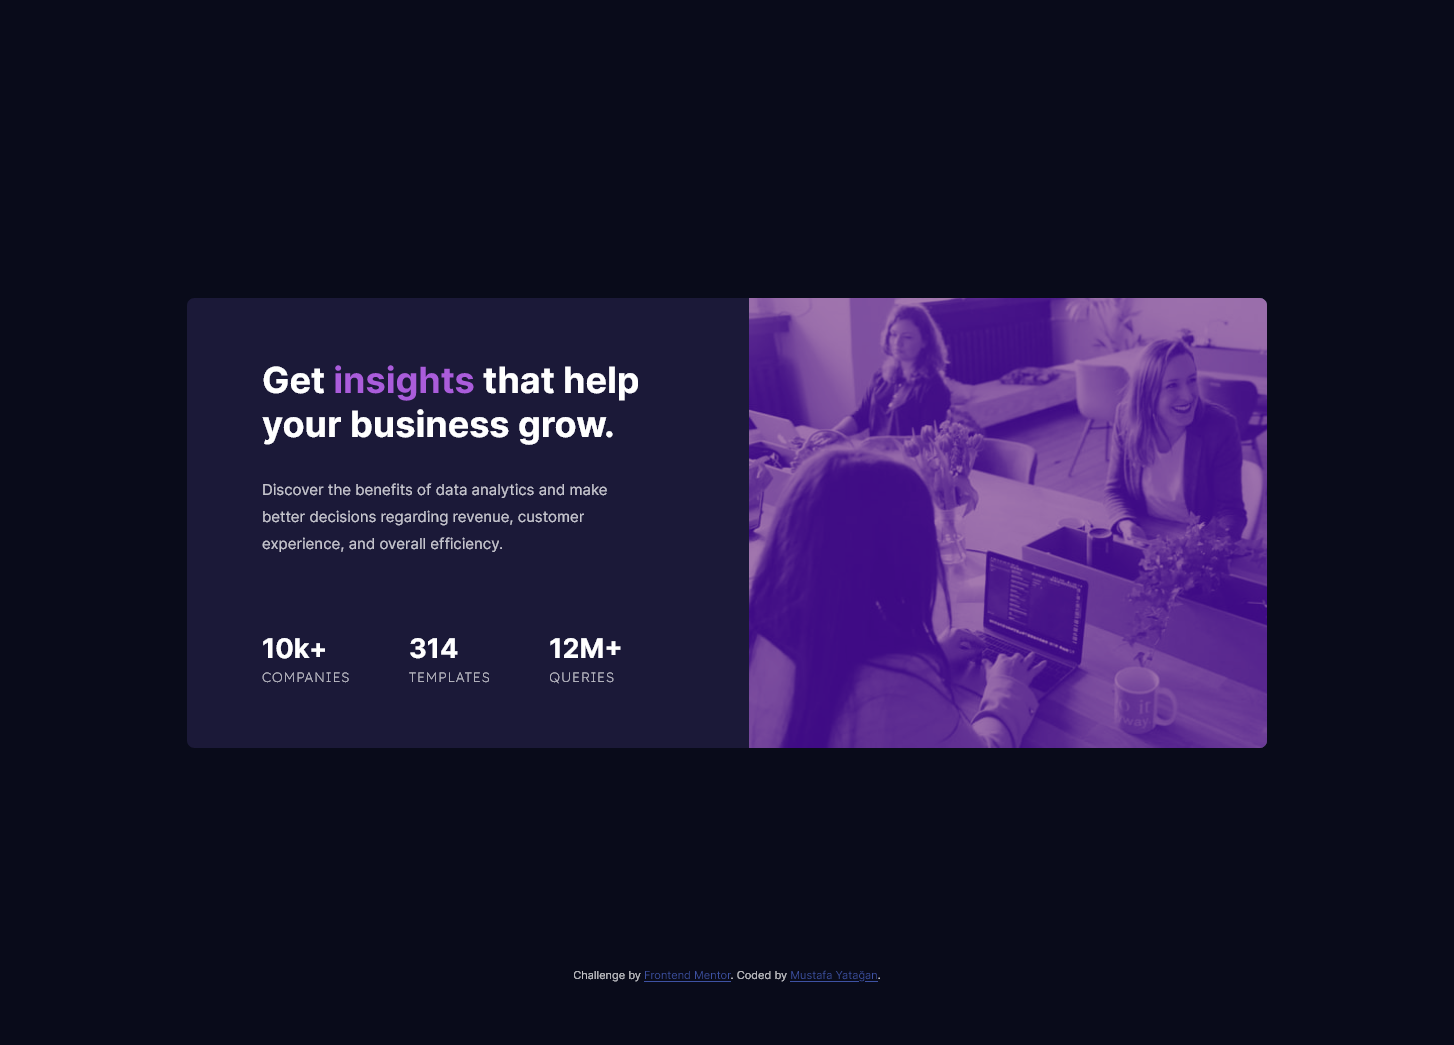 Get insights that help
your business grow.
Discover the benefits of data analytics and make
better decisions regarding revenue, customer
experience, and overall efficiency.
10k+ 314 12M+
COMPANIES TEMPLATES QUERIES
Challenge by Frontend Mentor. Coded by Mustafa Yatağan.